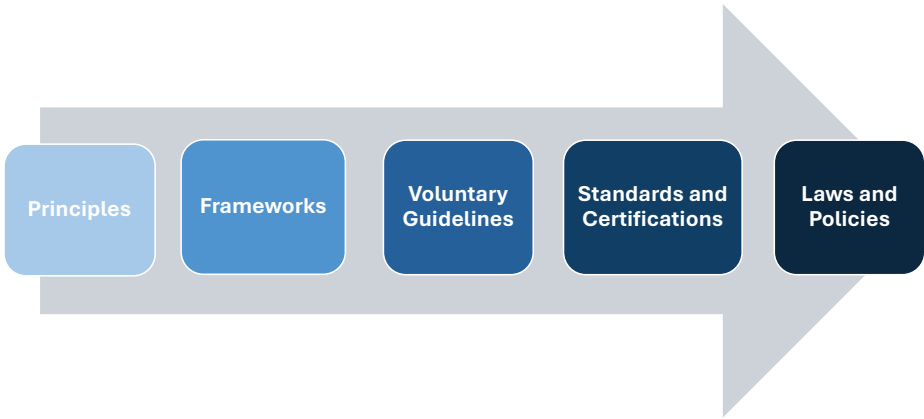 Principles
Frameworks
Voluntary
Guidelines
Standards and
Certifications
Laws and
Policies